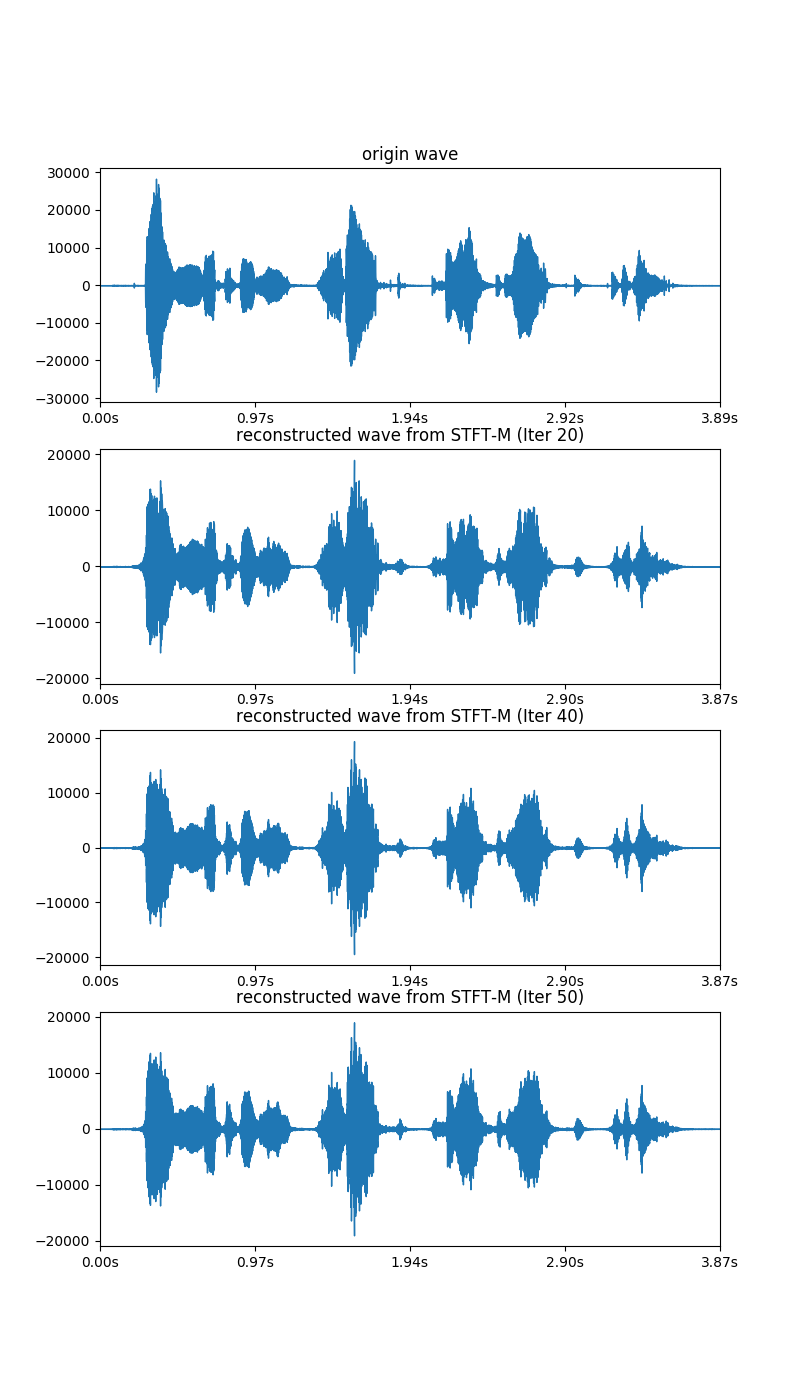 origin wave
30000
20000
10000
0
−10000
−20000
−30000
0.00s 0.97s 1.94s 2.92s 3.89s
reconstructed wave from STFT-M (Iter 20)
20000
10000
0
−10000
−20000
0.00s 0.97s 1.94s 2.90s 3.87s
reconstructed wave from STFT-M (Iter 40)
20000
10000
0
−10000
−20000
0.00s 0.97s 1.94s 2.90s 3.87s
reconstructed wave from STFT-M (Iter 50)
20000
10000
0
−10000
−20000
0.00s 0.97s 1.94s 2.90s 3.87s